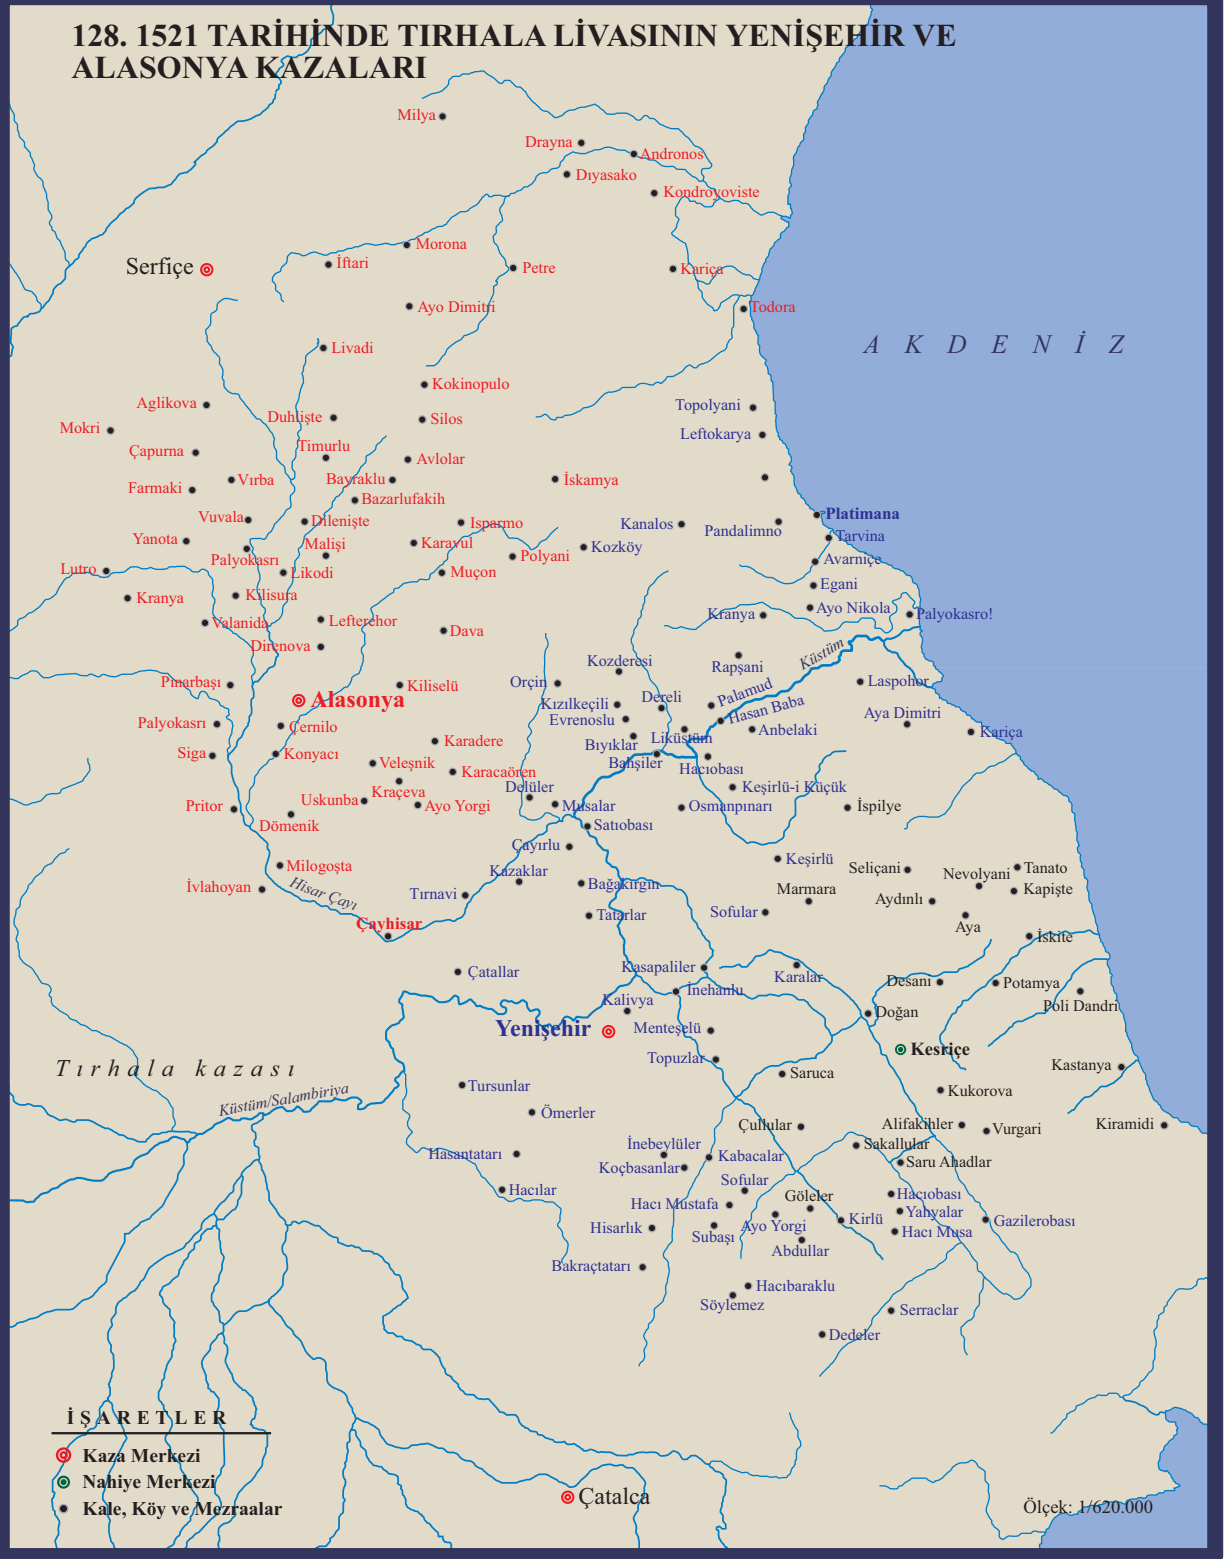 128. 1521 TARİHİNDE TIRHALA LİVASININ YENİŞEHİR VE
ALASONYA KAZALARI
Milya
Drayna
Andronos
Dıyasako
Kondroyoviste
Morona
Serfiçe
İftari
Petre
Kariça
Ayo Dimitri
Todora
AKDENİZ
Livadi
Kokinopulo
Aglikova
Topolyani
Mokri
Duhlişte
Silos
Leftokarya
Çapurna
Timurlu
Avlolar
Vırba
Bayraklu
İskamya
Farmaki
Bazarlufakih
Vuvala
Dilenişte
Isparmo
Kanalos
Pandalimno
Platimana
Yanota
Malişi
Karavul
Kozköy
Tarvina
Palyokasrı
Polyani
Avarniçe
Lutro
Likodi
Muçon
Egani
Kranya
Kilisura
Ayo Nikola
Kranya
Palyokasro!
Valanida
Lefterehor
Dava
Direnova
Küstüm
Kozderesi
Rapşani
Pınarbaşı
Kiliselü
Orçin
Laspohor
Alasonya
Dereli
Palamud
Kızılkeçili
Hasan Baba
Aya Dimitri
Palyokasrı
Çernilo
Evrenoslu
Anbelaki
Kariça
Karadere
Bıyıklar
Liküstüm
Siga
Konyacı
Veleşnik
Bahşiler
Hacıobası
Karacaören
Kraçeva
Delüler
Keşirlü-i Küçük
Uskunba
Ayo Yorgi
Musalar
Osmanpınarı
İspilye
Pritor
Dömenik
Satıobası
Çayırlu
Keşirlü
Milogoşta
Kazaklar
Seliçani
Nevolyani
Tanato
İvlahoyan
Hisar Çayı
Tırnavi
Bağakırgın
Marmara
Kapişte
Aydınlı
Çayhisar
Tatarlar
Sofular
Aya
İskite
Çatallar
Kasapaliler
Karalar
Desani
Potamya
İnehanlu
Kalivya
Poli Dandri
Doğan
Yenişehir
Menteşelü
Kesriçe
Topuzlar
Tırhala kazası
Saruca
Kastanya
Tursunlar
Kukorova
Küstüm/Salambiriya
Ömerler
Çullular
Alifakihler
Vurgari
Kiramidi
Hasantatarı
İnebeylüler
Sakallular
Kabacalar
Koçbasanlar
Saru Ahadlar
Hacılar
Sofular
Göleler
Hacıobası
Hacı Mustafa
Yahyalar
Hisarlık
Ayo Yorgi
Kirlü
Gazilerobası
Subaşı
Hacı Musa
Abdullar
Bakraçtatarı
Hacıbaraklu
Söylemez
Serraclar
Dedeler
İŞARETLER
Kaza Merkezi
Nahiye Merkezi
Kale, Köy ve Mezraalar
Çatalca
Ölçek: 1/620.000